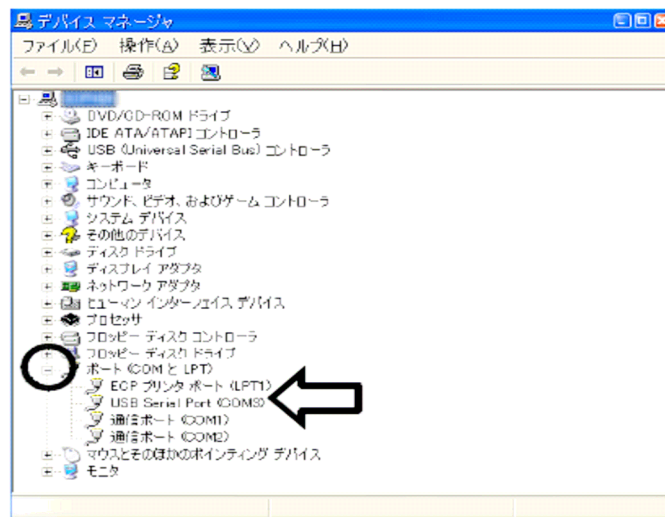 デバイス マネージャ
ファイル(F) 操作(A) 表示(V) ヘルプ(H)
DVD/CD-ROM ドライブ
IDE ATA/ATAPI コントローラ
USB (Universal Serial Bus) コントローラ
キーボード
コンピュータ
サウンド、ビデオ、およびゲーム コントローラ
システム デバイス
その他のデバイス
ディスク ドライブ
ディスプレイ アダプタ
ネットワーク アダプタ
ヒューマン インターフェイス デバイス
プロセッサ
フロッピー ディスク コントローラ
フロッピー ディスク ドライブ
ポート (COM と LPT)
ECP プリンタ ポート (LPT1)
USB Serial Port (COM3)
通信ポート (COM1)
通信ポート (COM2)
マウスとそのほかのポインティング デバイス
モニタ